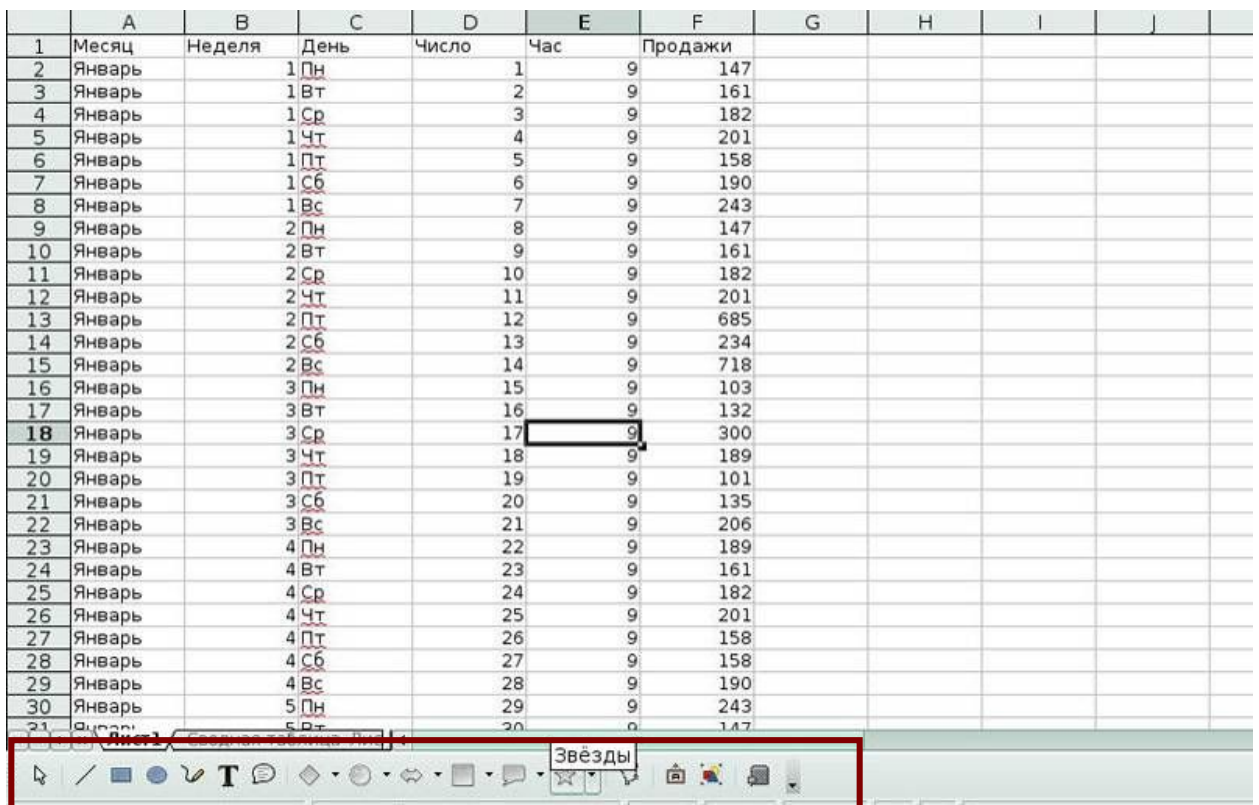 A B C D E F G H I J
1 Месяц Неделя День Число Час Продажи
2 Январь 1 Пн 1 9 147
3 Январь 1 Вт 2 9 161
4 Январь 1 Ср 3 9 182
5 Январь 1 Чт 4 9 201
6 Январь 1 Пт 5 9 158
7 Январь 1 Сб 6 9 190
8 Январь 1 Вс 7 9 243
9 Январь 2 Пн 8 9 147
10 Январь 2 Вт 9 9 161
11 Январь 2 Ср 10 9 182
12 Январь 2 Чт 11 9 201
13 Январь 2 Пт 12 9 685
14 Январь 2 Сб 13 9 234
15 Январь 2 Вс 14 9 718
16 Январь 3 Пн 15 9 103
17 Январь 3 Вт 16 9 132
18 Январь 3 Ср 17 9 300
19 Январь 3 Чт 18 9 189
20 Январь 3 Пт 19 9 101
21 Январь 3 Сб 20 9 135
22 Январь 3 Вс 21 9 206
23 Январь 4 Пн 22 9 189
24 Январь 4 Вт 23 9 161
25 Январь 4 Ср 24 9 182
26 Январь 4 Чт 25 9 201
27 Январь 4 Пт 26 9 158
28 Январь 4 Сб 27 9 158
29 Январь 4 Вс 28 9 190
30 Январь 5 Пн 29 9 243
31 Январь 5 Вт 30 9 147
Лист1 Сводная таблица Лис
Звёзды
T